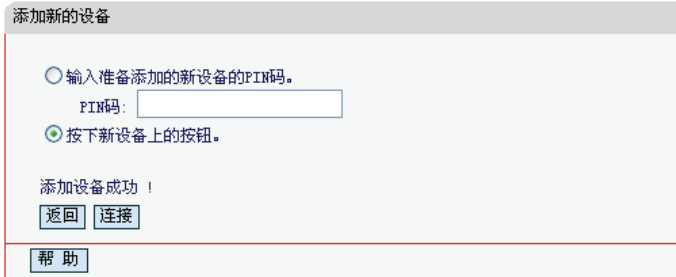 添加新的设备
输入准备添加的新设备的PIN码。
PIN码:
按下新设备上的按钮。
添加设备成功 !
返回 连接
帮 助